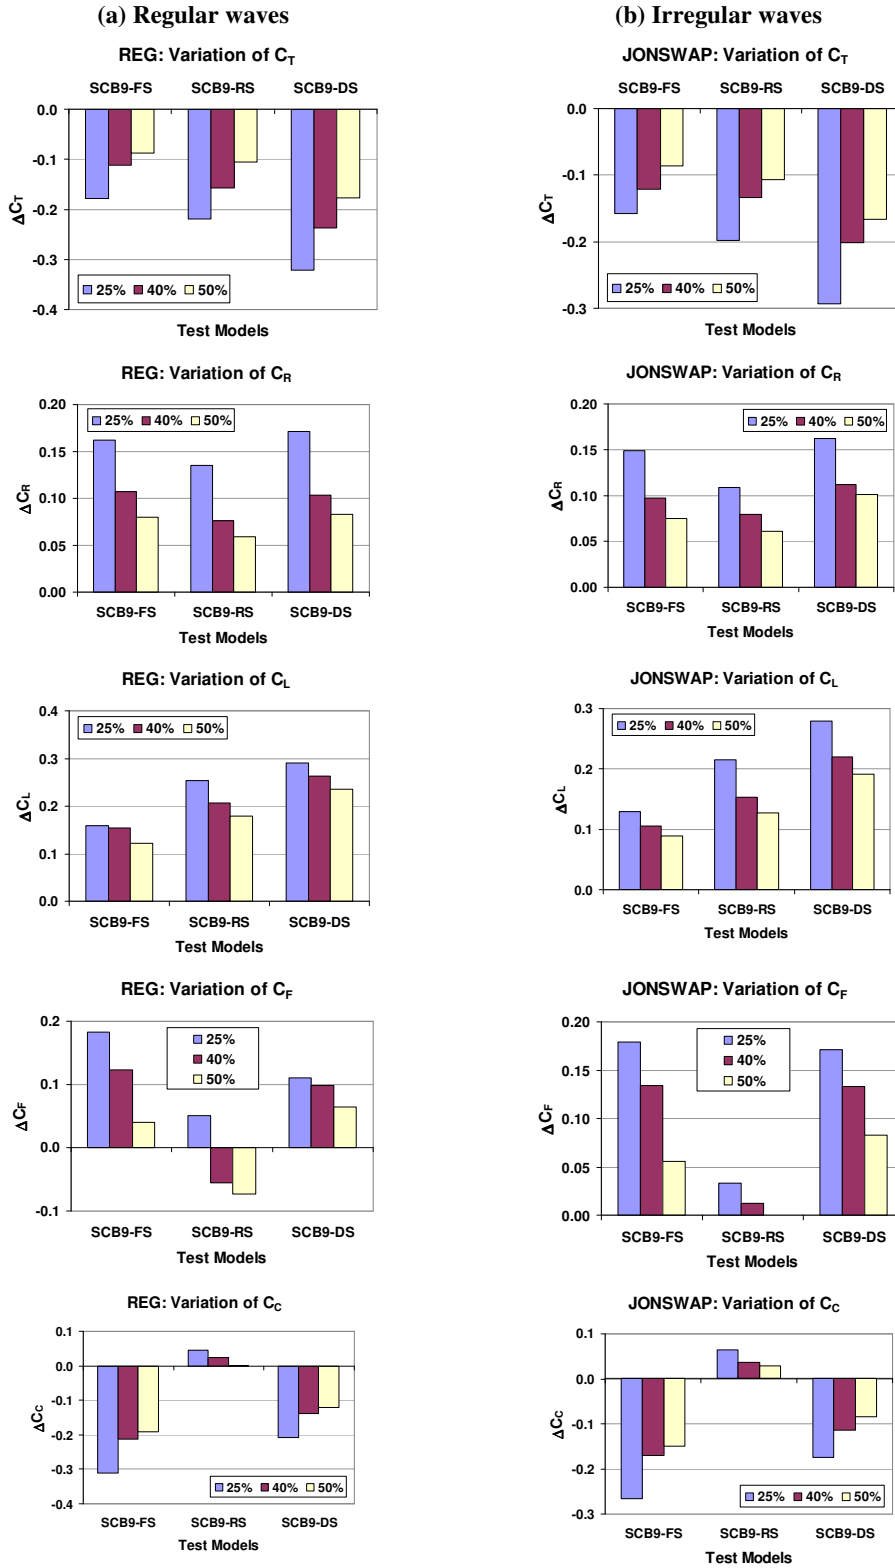 (a) Regular waves
REG: Variation of CT
SCB9-FS SCB9-RS SCB9-DS
0.0
-0.1
-0.2
-0.3
-0.4
ΔCT
25% 40% 50%
Test Models
REG: Variation of CR
0.20
0.15
0.10
0.05
0.00
ΔCR
25% 40% 50%
SCB9-FS SCB9-RS SCB9-DS
Test Models
REG: Variation of CL
0.4
0.3
0.2
0.1
0.0
ΔCL
25% 40% 50%
SCB9-FS SCB9-RS SCB9-DS
Test Models
REG: Variation of CF
0.2
0.1
0.0
-0.1
ΔCF
25%
40%
50%
SCB9-FS SCB9-RS SCB9-DS
Test Models
REG: Variation of CC
0.1
0.0
-0.1
-0.2
-0.3
-0.4
ΔCC
25% 40% 50%
SCB9-FS SCB9-RS SCB9-DS
Test Models
(b) Irregular waves
JONSWAP: Variation of CT
SCB9-FS SCB9-RS SCB9-DS
0.0
-0.1
-0.2
-0.3
ΔCT
25% 40% 50%
Test Models
JONSWAP: Variation of CR
0.20
0.15
0.10
0.05
0.00
ΔCR
25% 40% 50%
SCB9-FS SCB9-RS SCB9-DS
Test Models
JONSWAP: Variation of CL
0.3
0.2
0.1
0.0
ΔCL
25% 40% 50%
SCB9-FS SCB9-RS SCB9-DS
Test Models
JONSWAP: Variation of CF
0.20
0.15
0.10
0.05
0.00
ΔCF
25%
40%
50%
SCB9-FS SCB9-RS SCB9-DS
Test Models
JONSWAP: Variation of CC
0.1
0.0
-0.1
-0.2
-0.3
ΔCC
25% 40% 50%
SCB9-FS SCB9-RS SCB9-DS
Test Models